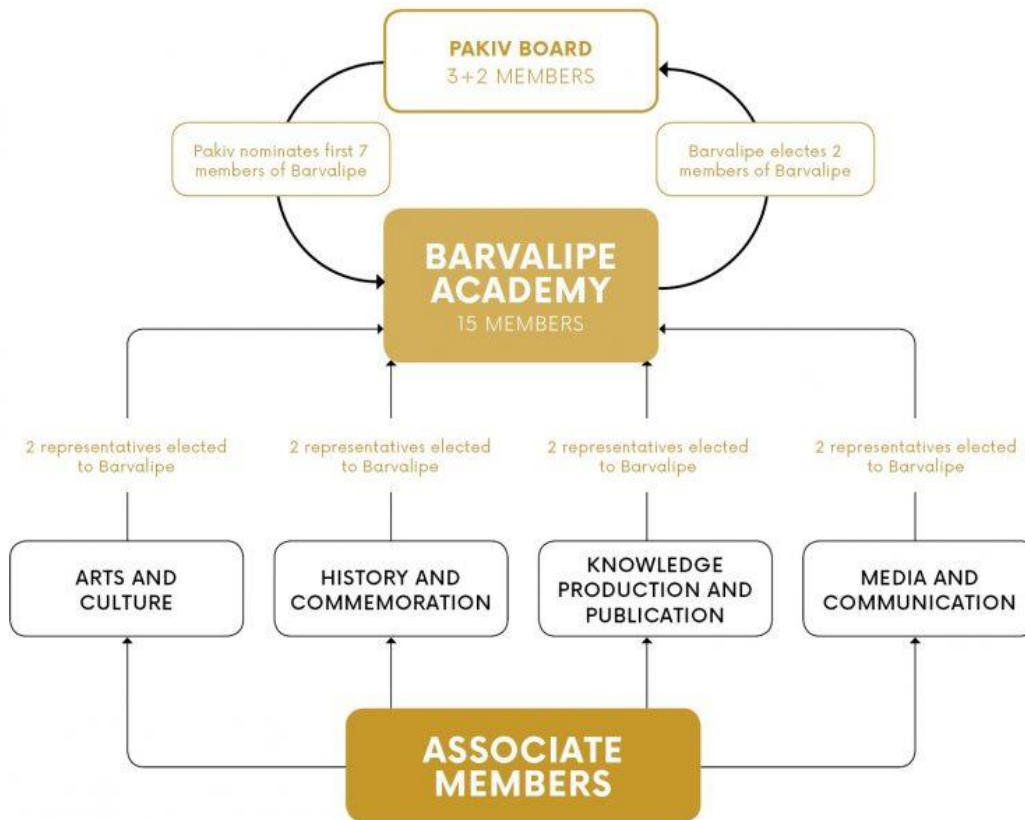 PAKIV BOARD
3+2 MEMBERS
Pakiv nominates first 7
members of Barvalipe
Barvalipe electes 2
members of Barvalipe
BARVALIPE
ACADEMY
15 MEMBERS
2 representatives elected
to Barvalipe
2 representatives elected
to Barvalipe
2 representatives elected
to Barvalipe
2 representatives elected
to Barvalipe
ARTS AND
CULTURE
HISTORY AND
COMMEMORATION
KNOWLEDGE
PRODUCTION AND
PUBLICATION
MEDIA AND
COMMUNICATION
ASSOCIATE
MEMBERS